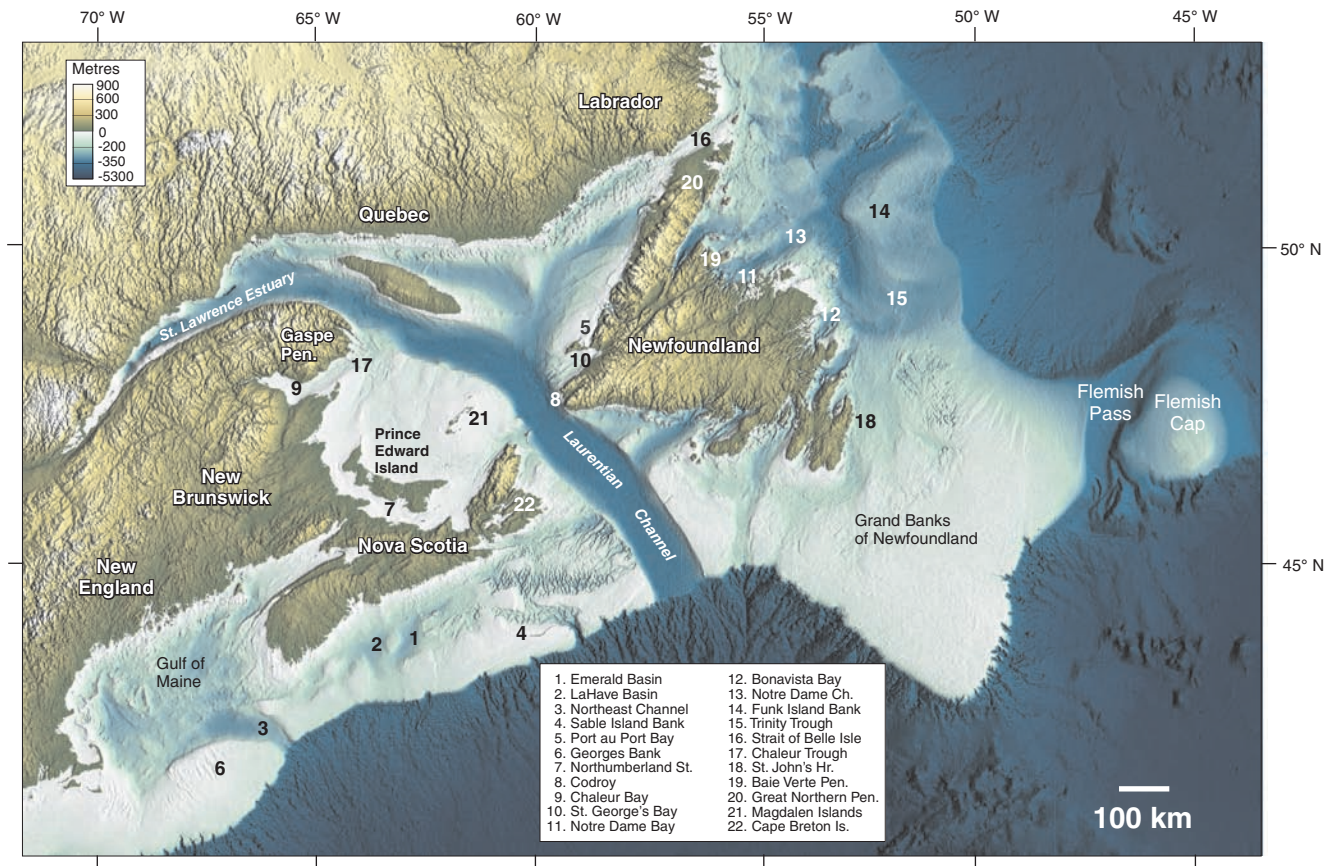 70° W
65° W
60° W
55° W
50° W
45° W
Metres
900
600
300
0
-200
-350
-5300
Labrador
16
20
Quebec
14
13
50° N
19
11
St. Lawrence Estuary
15
12
5
Gaspe
Pen.
Newfoundland
17
10
9
8
Flemish
Pass
Flemish
Cap
21
18
Prince
Edward
Island
Laurentian
Channel
New
Brunswick
22
7
Grand Banks
of Newfoundland
Nova Scotia
45° N
New
England
1
4
2
Gulf of
Maine
3
6
1. Emerald Basin
2. LaHave Basin
3. Northeast Channel
4. Sable Island Bank
5. Port au Port Bay
6. Georges Bank
7. Northumberland St.
8. Codroy
9. Chaleur Bay
10. St. George's Bay
11. Notre Dame Bay
12. Bonavista Bay
13. Notre Dame Ch.
14. Funk Island Bank
15. Trinity Trough
16. Strait of Belle Isle
17. Chaleur Trough
18. St. John's Hr.
19. Baie Verte Pen.
20. Great Northern Pen.
21. Magdalen Islands
22. Cape Breton Is.
100 km